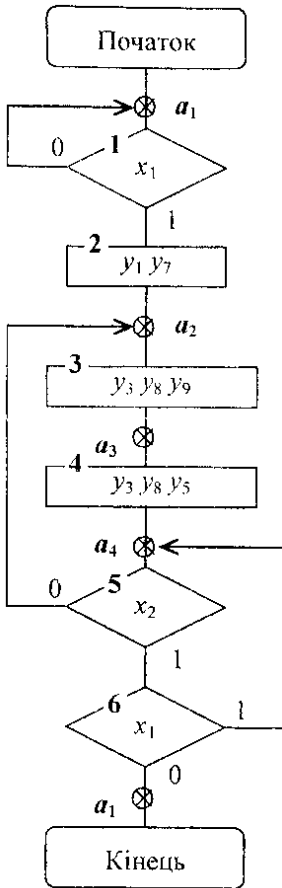 Початок
a₁
0
1
x₁
1
2
y₁ y₇
a₂
3
y₃ y₈ y₉
a₃
4
y₃ y₈ y₅
a₄
0
5
x₂
1
6
x₁
1
0
a₁
Кінець